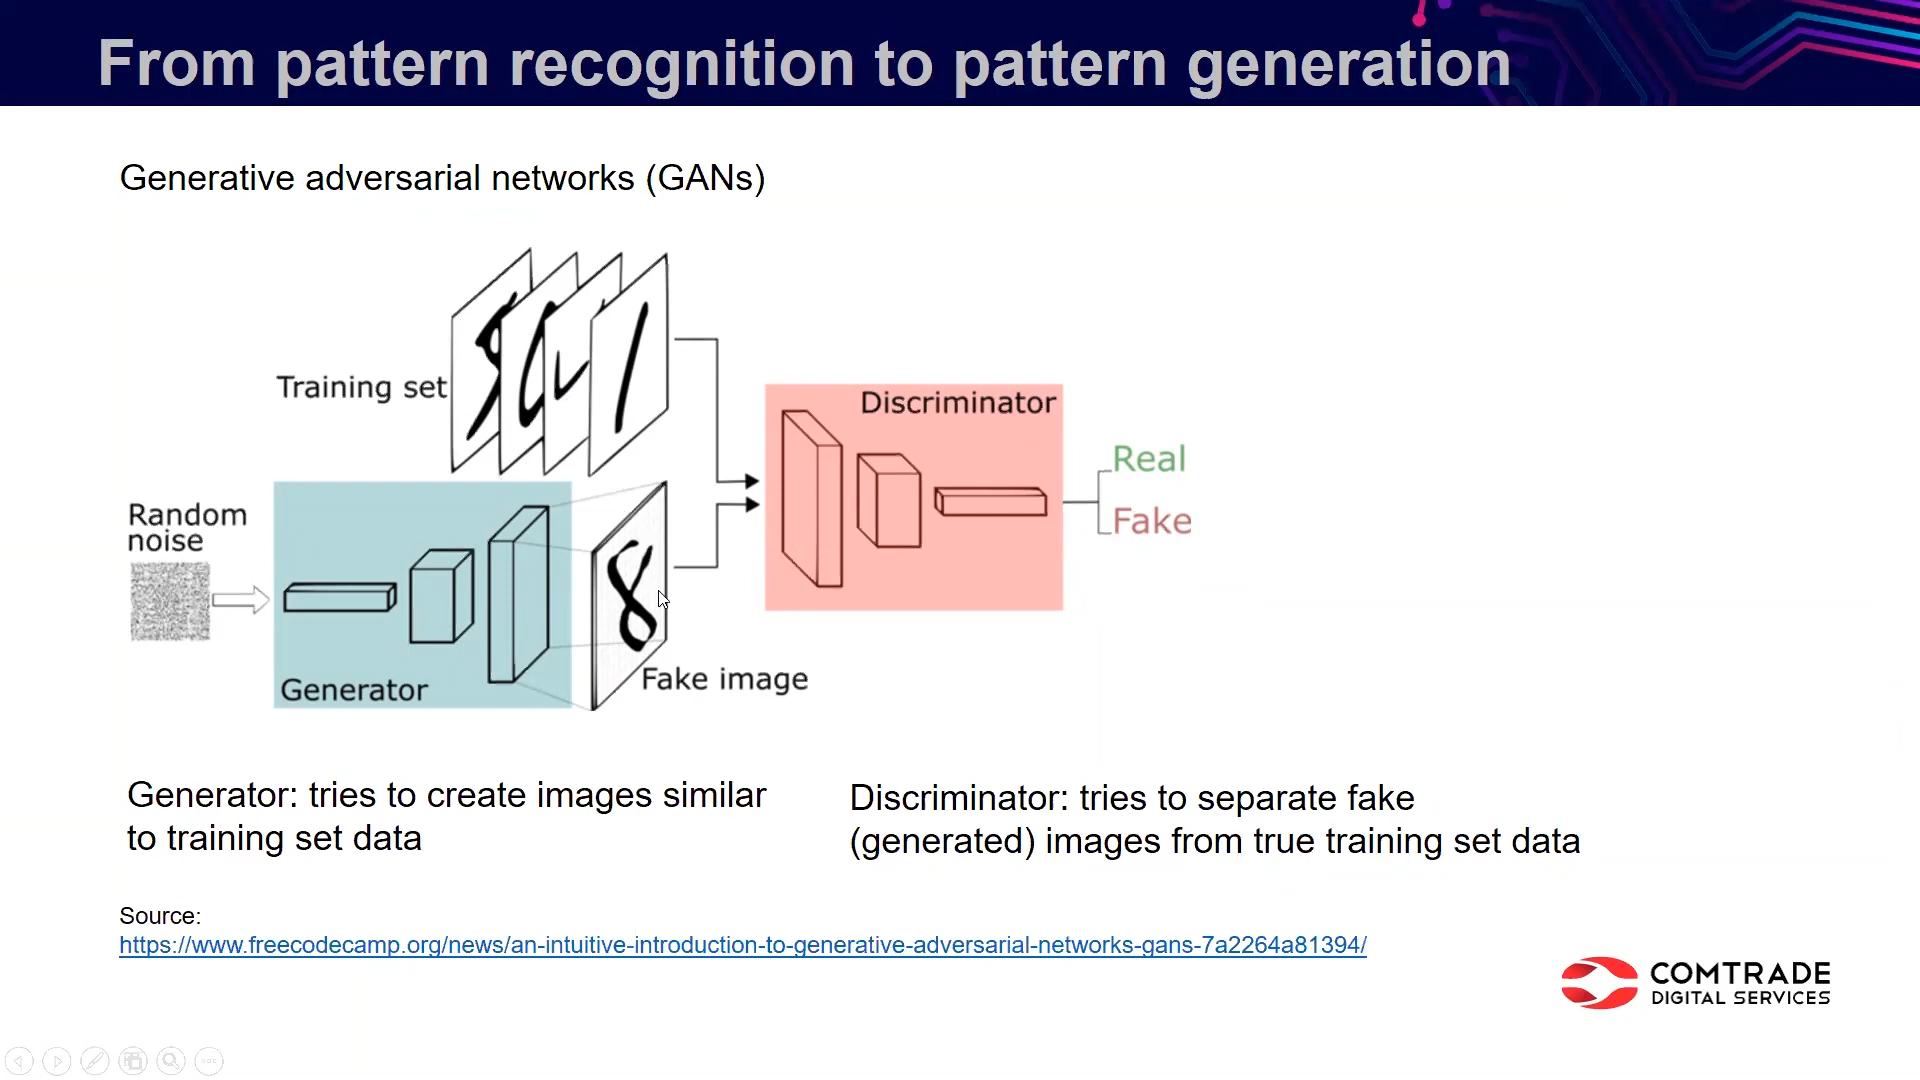 From pattern recognition to pattern generation
Generative adversarial networks (GANs)
Training set
Discriminator
Real
Fake
Random
noise
8
Fake image
Generator
Generator: tries to create images similar
to training set data
Discriminator: tries to separate fake
(generated) images from true training set data
Source:
https://www.freecodecamp.org/news/an-intuitive-introduction-to-generative-adversarial-networks-gans-7a2264a81394/
COMTRADE
DIGITAL SERVICES